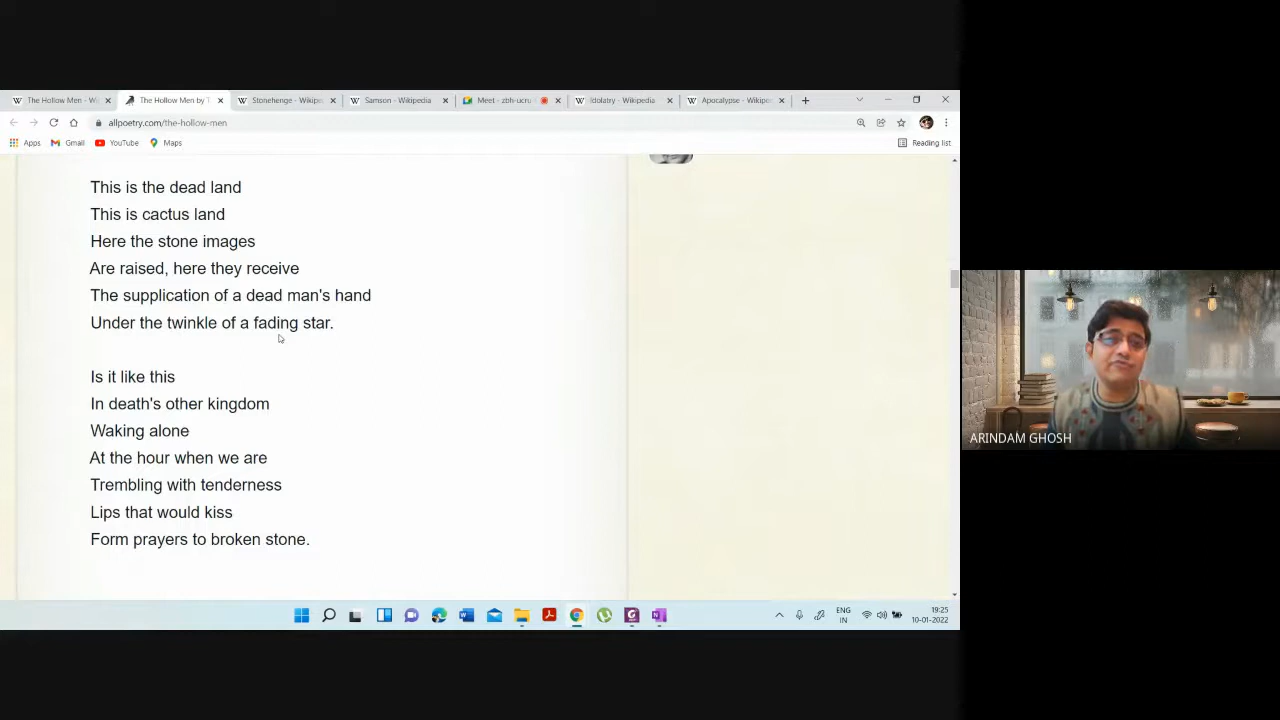 The Hollow Men - W
The Hollow Men by T
Stonehenge - Wikipe
Samson - Wikipedia
Meet - zbh-ucru
Idolatry - Wikipedia
Apocalypse - Wikipe
allpoetry.com/the-hollow-men
Apps
Gmail
YouTube
Maps
Reading list
This is the dead land
This is cactus land
Here the stone images
Are raised, here they receive
The supplication of a dead man's hand
Under the twinkle of a fading star.
Is it like this
In death's other kingdom
Waking alone
At the hour when we are
Trembling with tenderness
Lips that would kiss
Form prayers to broken stone.
ARINDAM GHOSH
ENG
IN
19:25
10-01-2022